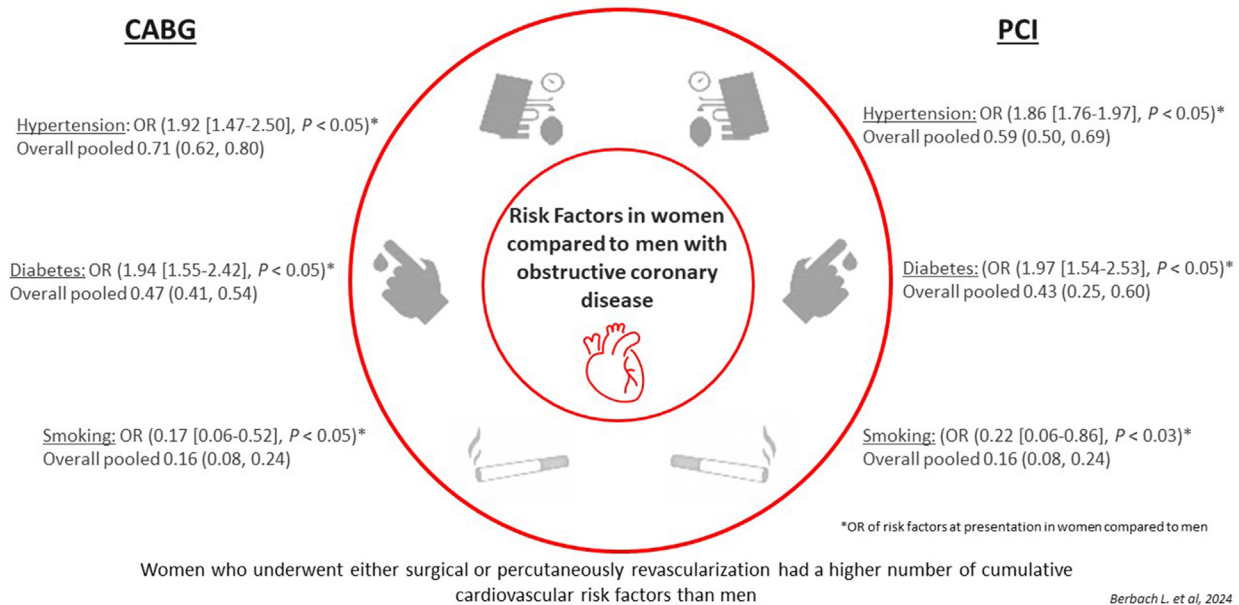 CABG
Hypertension: OR (1.92 [1.47-2.50], P < 0.05)*
Overall pooled 0.71 (0.62, 0.80)
Diabetes: OR (1.94 [1.55-2.42], P < 0.05)*
Overall pooled 0.47 (0.41, 0.54)
Smoking: OR (0.17 [0.06-0.52], P < 0.05)*
Overall pooled 0.16 (0.08, 0.24)
Risk Factors in women
compared to men with
obstructive coronary
disease
PCI
Hypertension: OR (1.86 [1.76-1.97], P < 0.05)*
Overall pooled 0.59 (0.50, 0.69)
Diabetes: (OR (1.97 [1.54-2.53], P < 0.05)*
Overall pooled 0.43 (0.25, 0.60)
Smoking: (OR (0.22 [0.06-0.86], P < 0.03)*
Overall pooled 0.16 (0.08, 0.24)
*OR of risk factors at presentation in women compared to men
Women who underwent either surgical or percutaneously revascularization had a higher number of cumulative
cardiovascular risk factors than men
Berbach L. et al, 2024